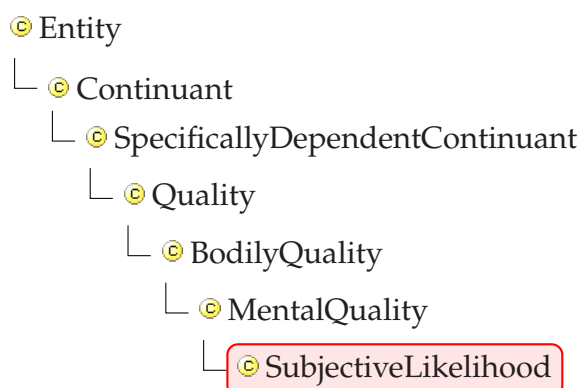 Entity
Continuant
SpecificallyDependentContinuant
Quality
BodilyQuality
MentalQuality
SubjectiveLikelihood